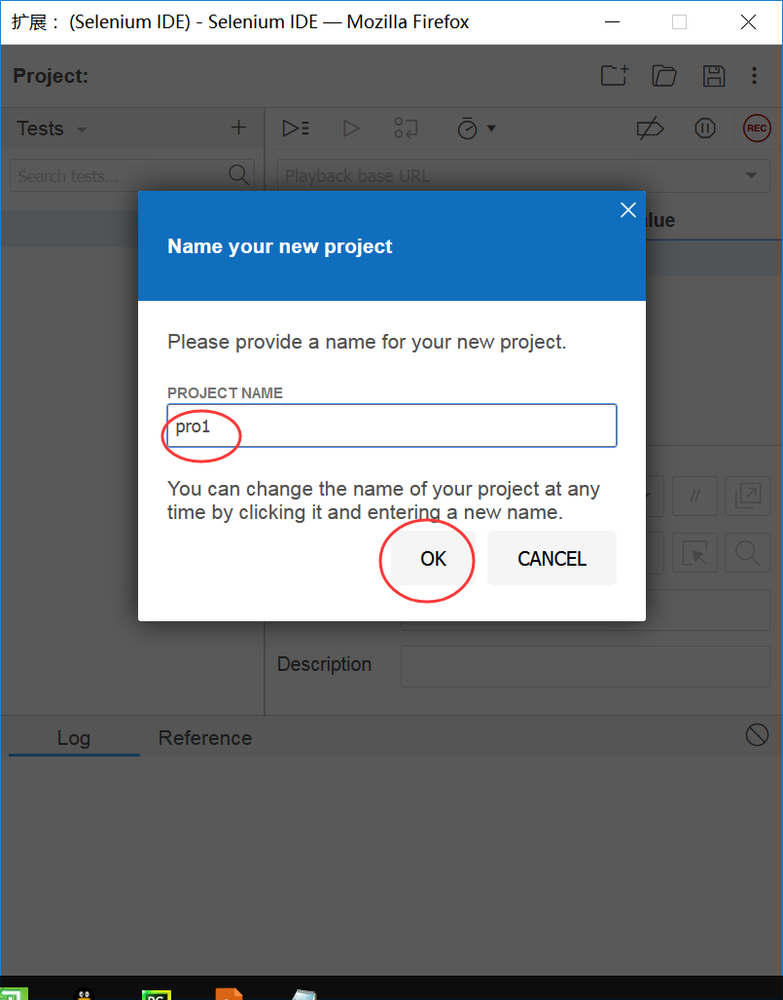 扩展： (Selenium IDE) - Selenium IDE — Mozilla Firefox
Project:
Tests
REC
Search tests...
Playback base URL
alue
Name your new project
Please provide a name for your new project.
PROJECT NAME
pro1
You can change the name of your project at any
time by clicking it and entering a new name.
//
OK
CANCEL
Description
Log
Reference